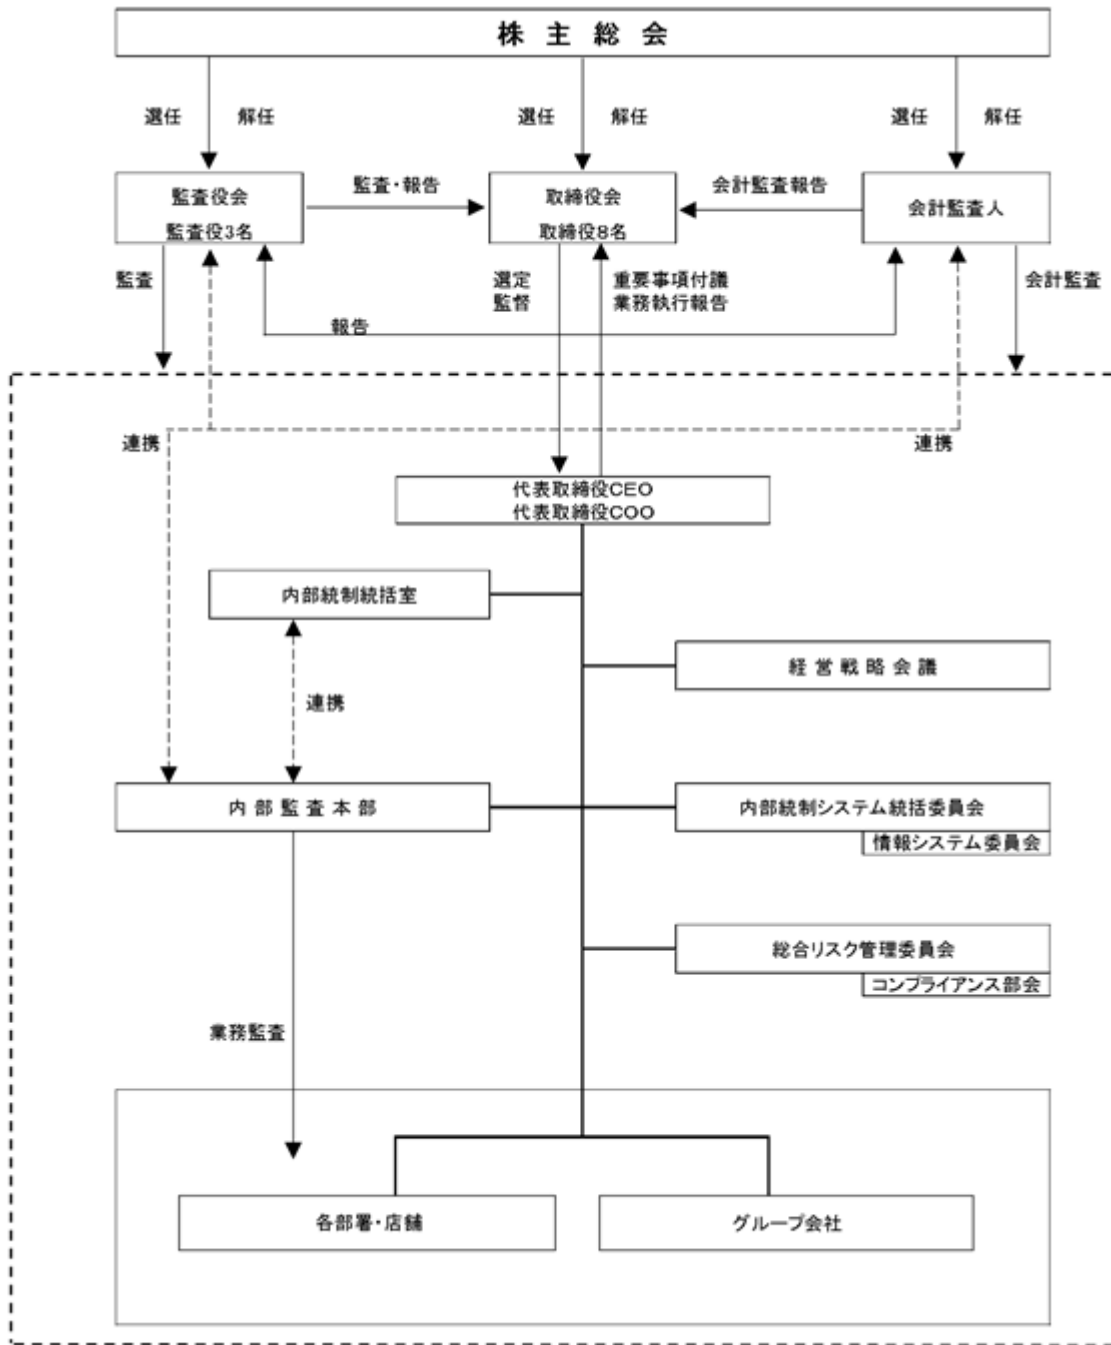 株主総会
選任 解任 選任 解任 選任 解任
監査役会
監査役3名
監査・報告
取締役会
取締役8名
会計監査報告
会計監査人
監査
選定
監督
重要事項付議
業務執行報告
会計監査
報告
連携
連携
代表取締役CEO
代表取締役COO
内部統制統括室
経営戦略会議
連携
内部監査本部
内部統制システム統括委員会
情報システム委員会
総合リスク管理委員会
コンプライアンス部会
業務監査
各部署・店舗
グループ会社